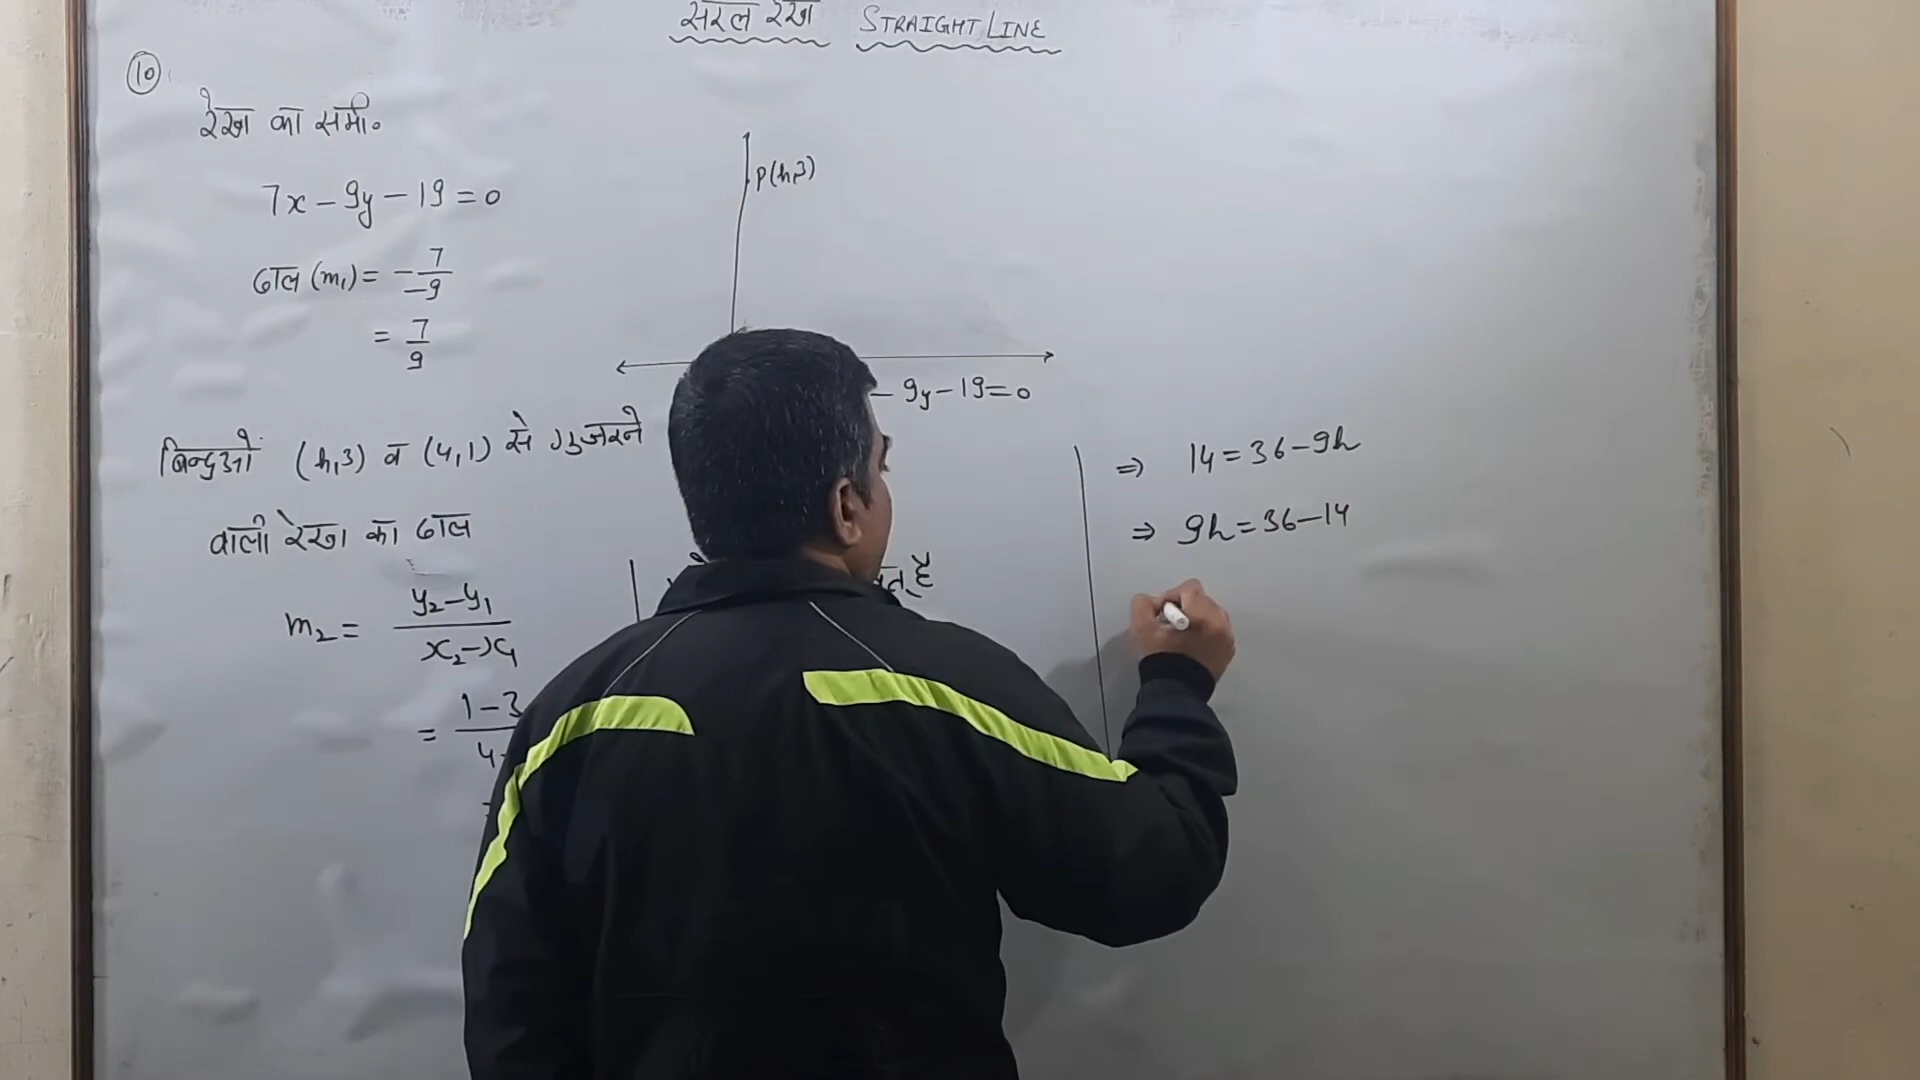 सरल रेखा STRAIGHT LINE
10
रेखा का समी०
7x – 9y – 19 = 0
ढाल (m₁) = – 7/–9
= 7/9
बिन्दुओं (h,3) व (4,1) से गुजरने
वाली रेखा का ढाल
m₂ = y₂–y₁/x₂–x₁
= 1–3/4–
P(h,3)
– 9y – 19 = 0
है
⇒ 14 = 36 – 9h
⇒ 9h = 36 – 14